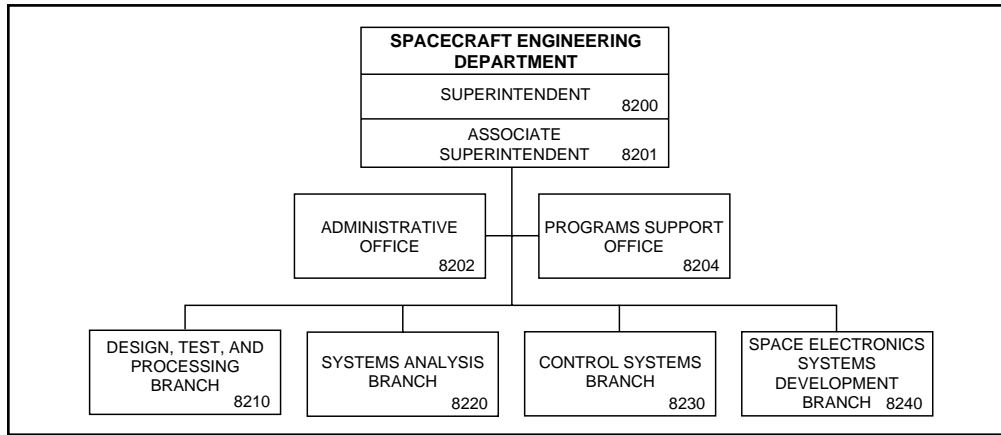 SPACECRAFT ENGINEERING
DEPARTMENT
SUPERINTENDENT
8200
ASSOCIATE
SUPERINTENDENT 8201
ADMINISTRATIVE
OFFICE
8202
PROGRAMS SUPPORT
OFFICE
8204
DESIGN, TEST, AND
PROCESSING
BRANCH
8210
SYSTEMS ANALYSIS
BRANCH
8220
CONTROL SYSTEMS
BRANCH
8230
SPACE ELECTRONICS
SYSTEMS
DEVELOPMENT
BRANCH 8240